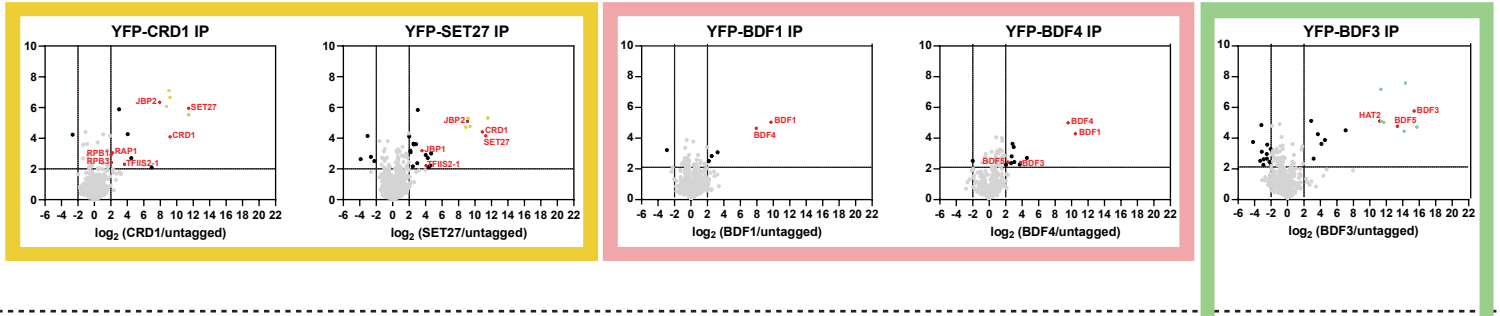 YFP-CRD1 IP
10
8
6
4
2
0
JBP2
SET27
CRD1
RPB1
RAP1
RPB3
TFIIS2-1
-6 -4 -2 0 2 4 6 8 10 12 14 16 18 20 22
log2 (CRD1/untagged)
YFP-SET27 IP
10
8
6
4
2
0
JBP2
CRD1
SET27
JBP1
TFIIS2-1
-6 -4 -2 0 2 4 6 8 10 12 14 16 18 20 22
log2 (SET27/untagged)
YFP-BDF1 IP
10
8
6
4
2
0
BDF1
BDF4
-6 -4 -2 0 2 4 6 8 10 12 14 16 18 20 22
log2 (BDF1/untagged)
YFP-BDF4 IP
10
8
6
4
2
0
BDF4
BDF1
BDF5
BDF3
-6 -4 -2 0 2 4 6 8 10 12 14 16 18 20 22
log2 (BDF4/untagged)
YFP-BDF3 IP
10
8
6
4
2
0
BDF3
HAT2
BDF5
-6 -4 -2 0 2 4 6 8 10 12 14 16 18 20 22
log2 (BDF3/untagged)